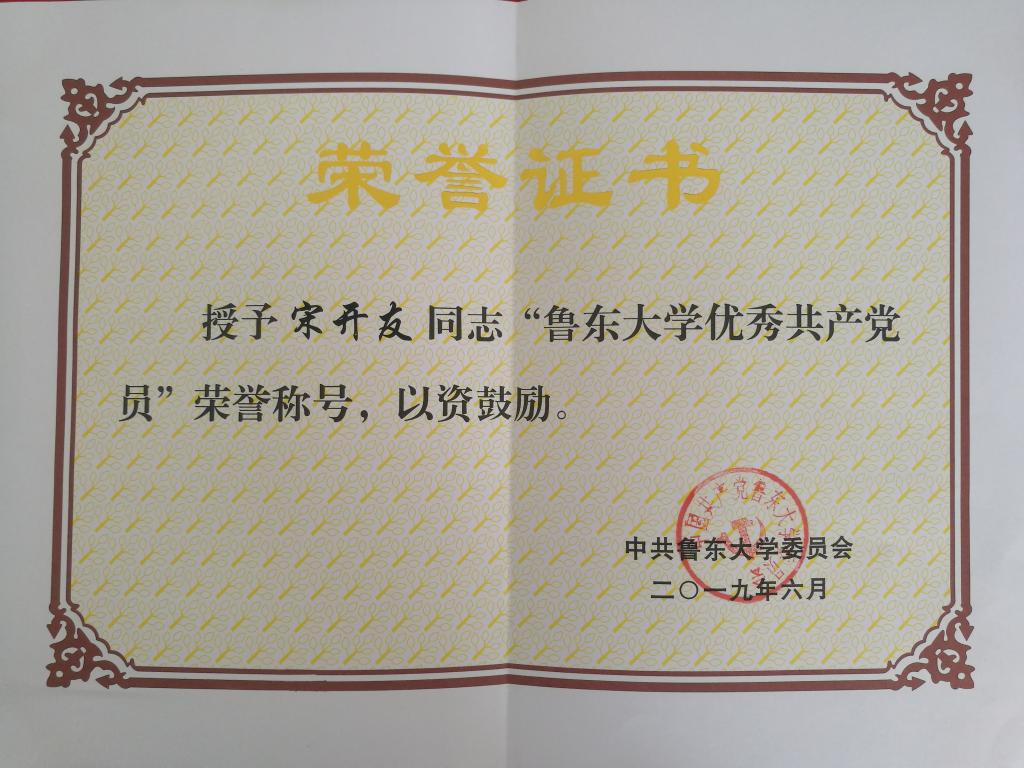 荣誉证书
授予 宋开友 同志“鲁东大学优秀共产党
员”荣誉称号，以资鼓励。
中共鲁东大学委员会
二〇一九年六月